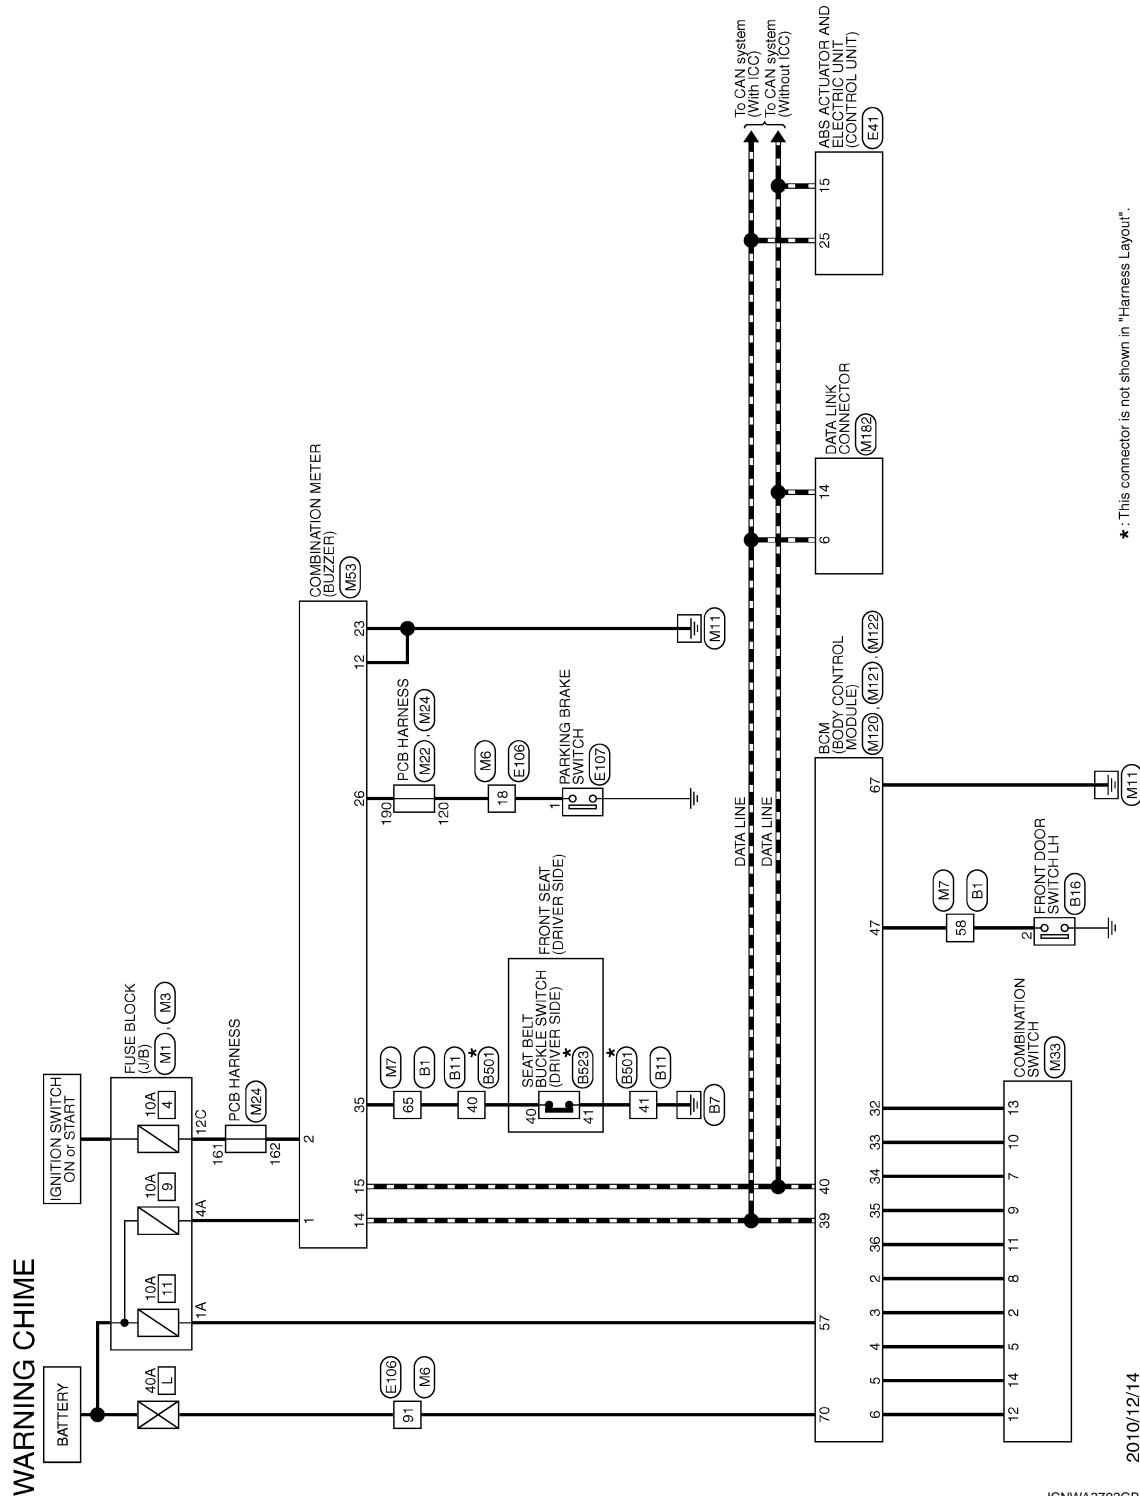 WARNING CHIME
BATTERY
IGNITION SWITCH
ON or START
40A
L
10A
11
10A
9
10A
4
FUSE BLOCK
(J/B)
M1 , M3
1A
4A
12C
161
162
PCB HARNESS
M24
E106
91
M6
1
2
COMBINATION METER
(BUZZER)
M53
14
15
35
26
12
23
65
M7
B1
40
B11
*
B501
40
41
SEAT BELT
BUCKLE SWITCH
(DRIVER SIDE)
*
B523
FRONT SEAT
(DRIVER SIDE)
41
*
B501
B11
B7
190
120
PCB HARNESS
M22 , M24
18
M6
E106
1
PARKING BRAKE
SWITCH
E107
M11
DATA LINE
DATA LINE
To CAN system
(With ICC)
To CAN system
(Without ICC)
70
57
39
40
BCM
(BODY CONTROL
MODULE)
M120 , M121 , M122
6
5
4
3
2
36
35
34
33
32
47
67
12
14
5
2
8
11
9
7
10
13
COMBINATION
SWITCH
M33
58
M7
B1
2
FRONT DOOR
SWITCH LH
B16
M11
6
14
DATA LINK
CONNECTOR
M182
25
15
ABS ACTUATOR AND
ELECTRIC UNIT
(CONTROL UNIT)
E41
* : This connector is not shown in "Harness Layout".
2010/12/14